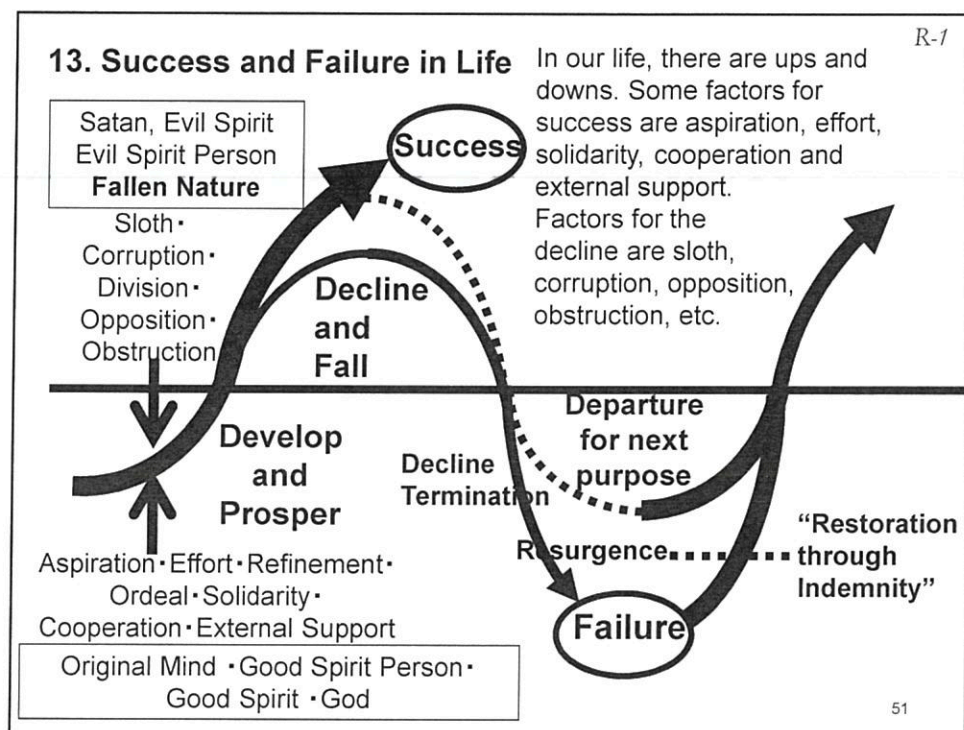 R-1
13. Success and Failure in Life
In our life, there are ups and
downs. Some factors for
success are aspiration, effort,
solidarity, cooperation and
external support.
Factors for the
decline are sloth,
corruption, opposition,
obstruction, etc.
Satan, Evil Spirit
Evil Spirit Person
Fallen Nature
Sloth・
Corruption・
Division・
Opposition・
Obstruction
Success
Decline
and
Fall
Develop
and
Prosper
Decline
Termination
Departure
for next
purpose
Resurgence
"Restoration
through
Indemnity"
Failure
Aspiration・Effort・Refinement・
Ordeal・Solidarity・
Cooperation・External Support
Original Mind・Good Spirit Person・
Good Spirit・God
51